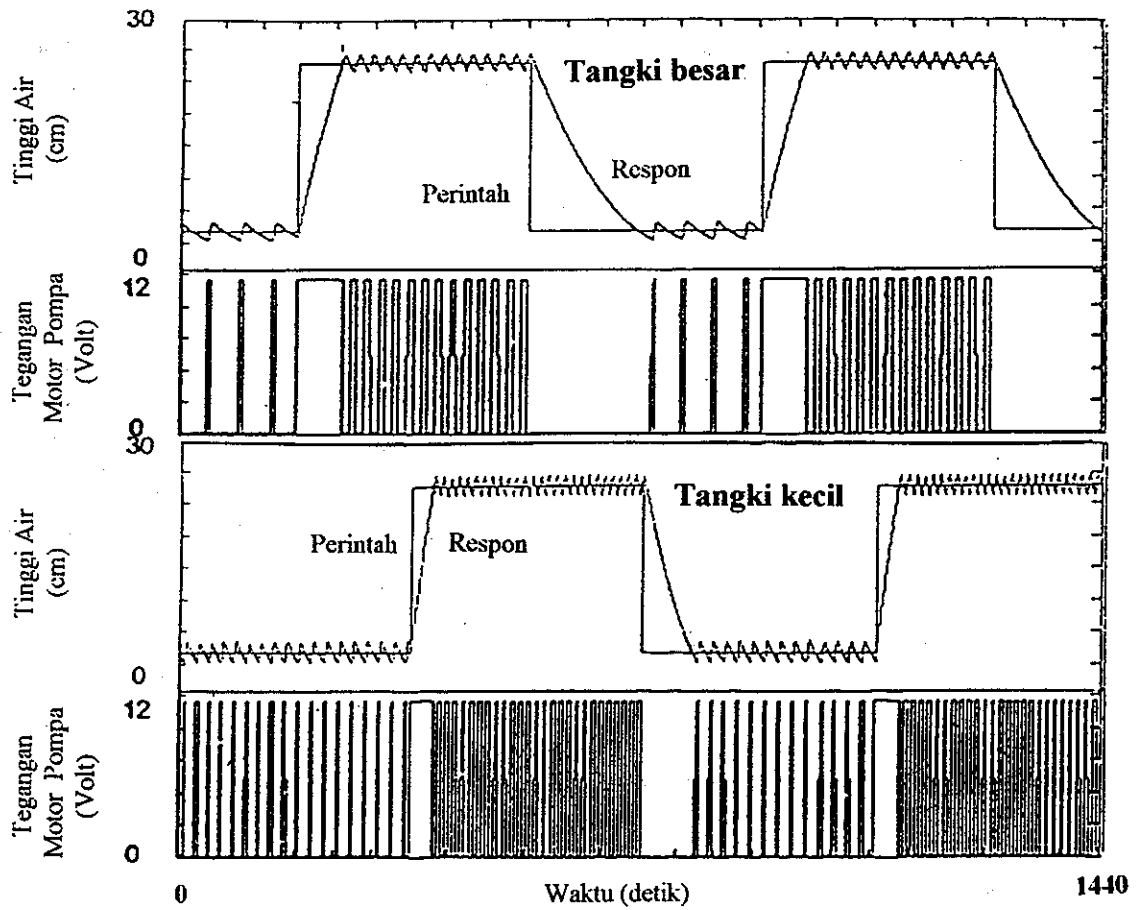 30
Tinggi Air
(cm)
Tangki besar
Perintah
Respon
0
12
Tegangan
Motor Pompa
(Volt)
0
30
Tinggi Air
(cm)
Tangki kecil
Perintah
Respon
0
12
Tegangan
Motor Pompa
(Volt)
0
0
Waktu (detik)
1440